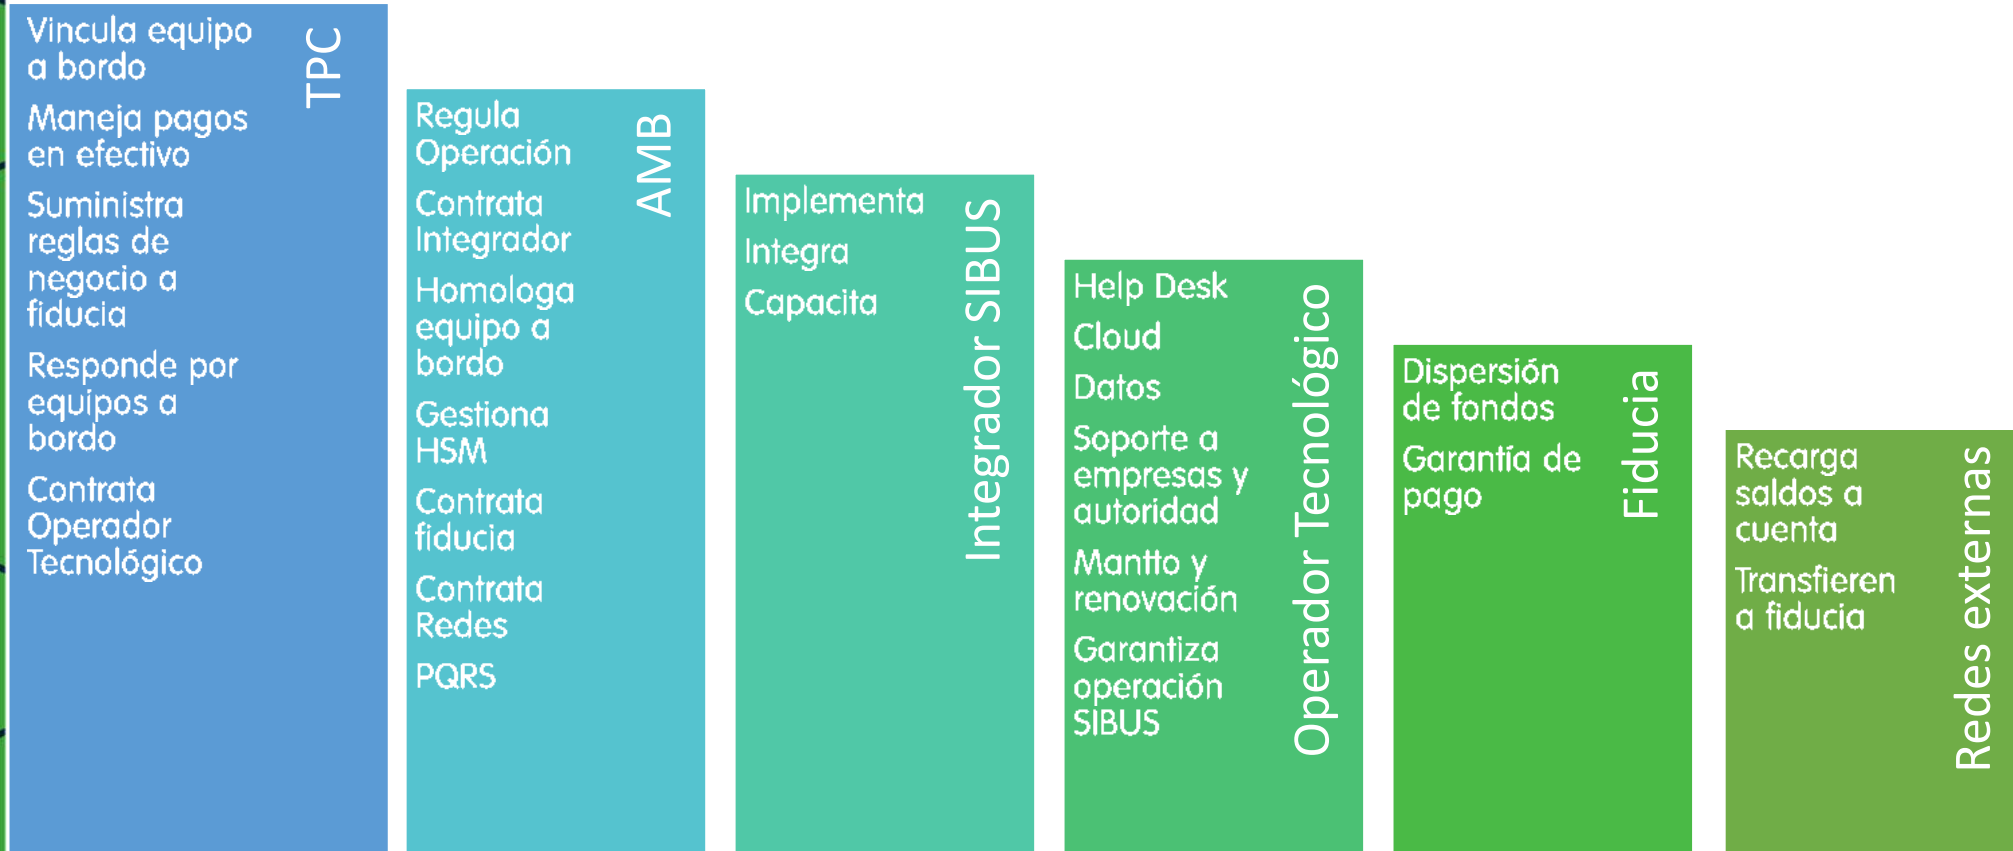 TPC
Vincula equipo
a bordo
Maneja pagos
en efectivo
Suministra
reglas de
negocio a
fiducia
Responde por
equipos a
bordo
Contrata
Operador
Tecnológico
AMB
Regula
Operación
Contrata
Integrador
Homologa
equipo a
bordo
Gestiona
HSM
Contrata
fiducia
Contrata
Redes
PQRS
Integrador SIBUS
Implementa
Integra
Capacita
Operador Tecnológico
Help Desk
Cloud
Datos
Soporte a
empresas y
autoridad
Mantto y
renovación
Garantiza
operación
SIBUS
Fiducia
Dispersión
de fondos
Garantía de
pago
Redes externas
Recarga
saldos a
cuenta
Transfieren
a fiducia